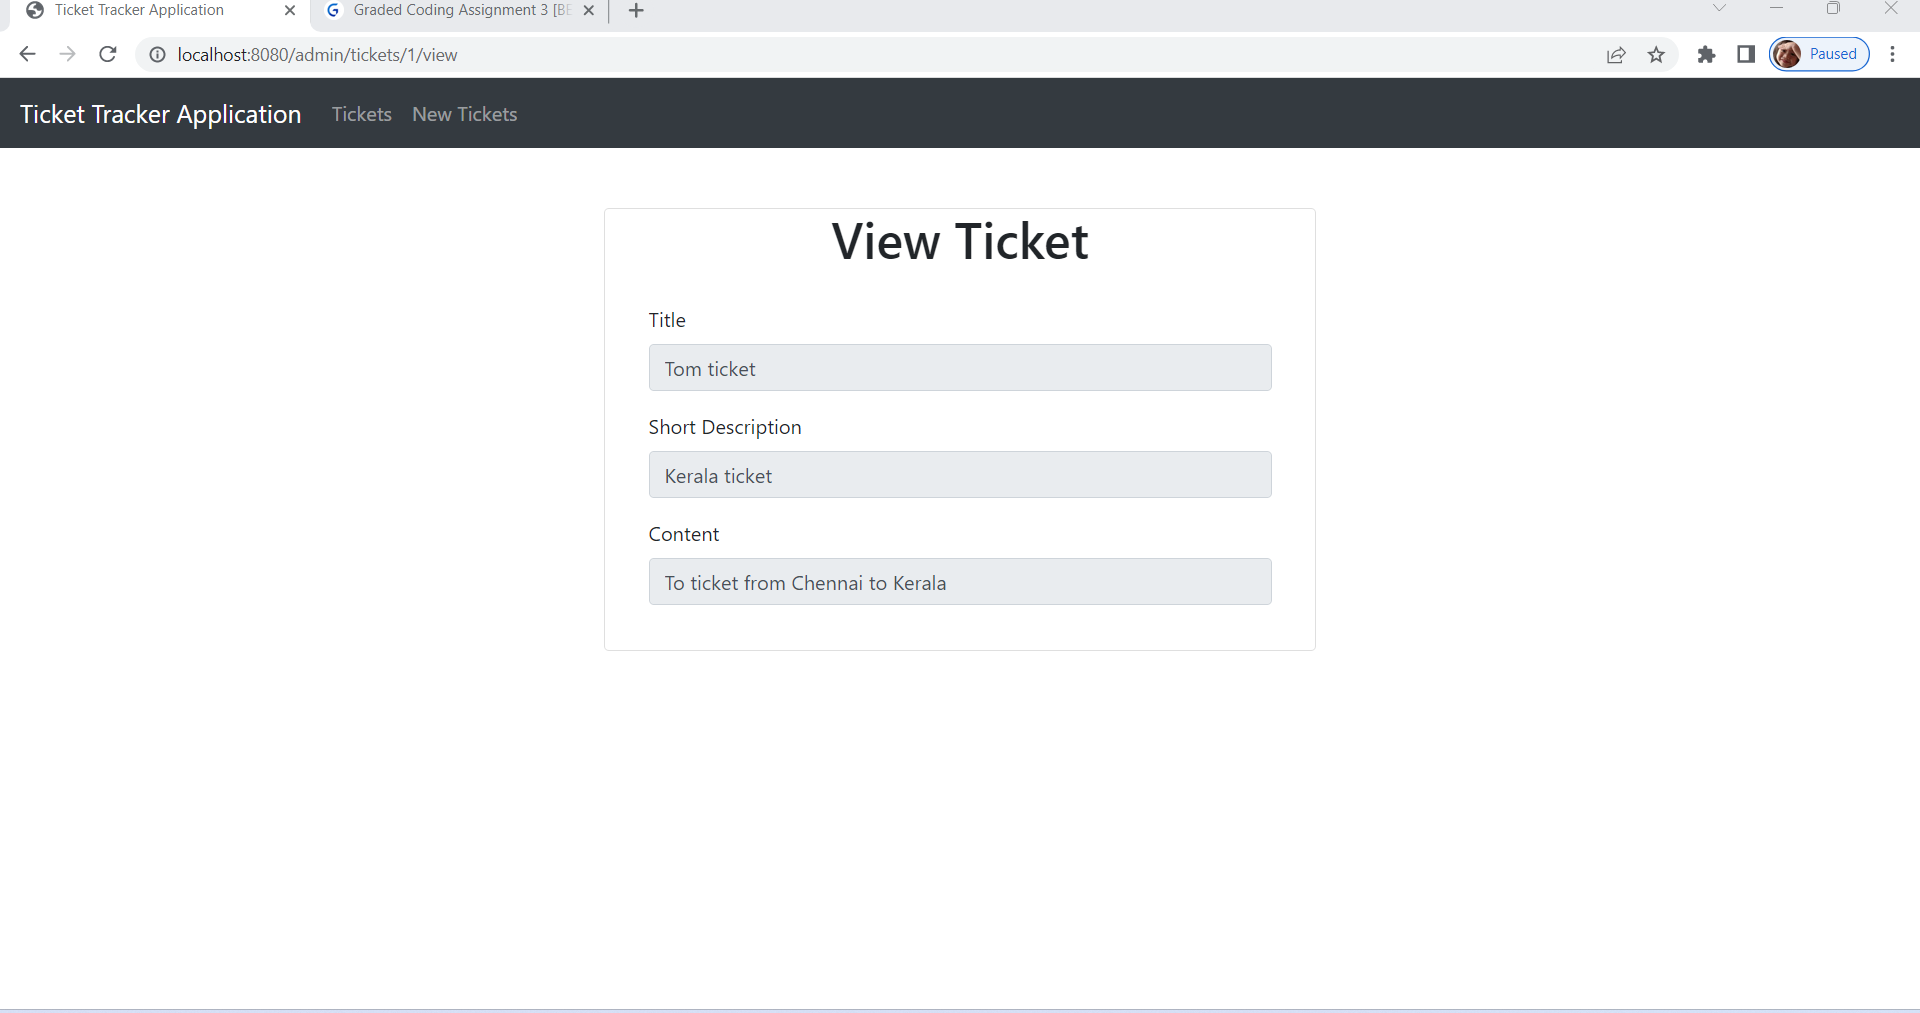 Ticket Tracker Application
Graded Coding Assignment 3 [BE
localhost:8080/admin/tickets/1/view
Paused
Ticket Tracker Application Tickets New Tickets
View Ticket
Title
Tom ticket
Short Description
Kerala ticket
Content
To ticket from Chennai to Kerala